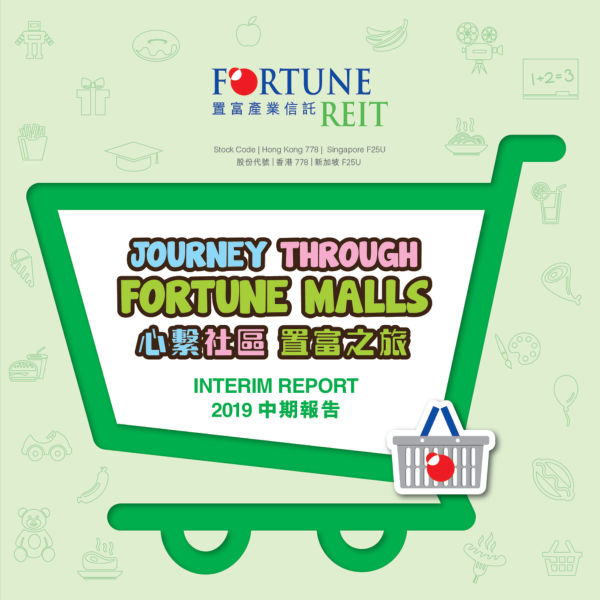 FORTUNE
置富產業信託 REIT
Stock Code | Hong Kong 778 | Singapore F25U
股份代號 | 香港 778 | 新加坡 F25U
1+2=3
JOURNEY THROUGH
FORTUNE MALLS
心繫社區 置富之旅
INTERIM REPORT
2019 中期報告